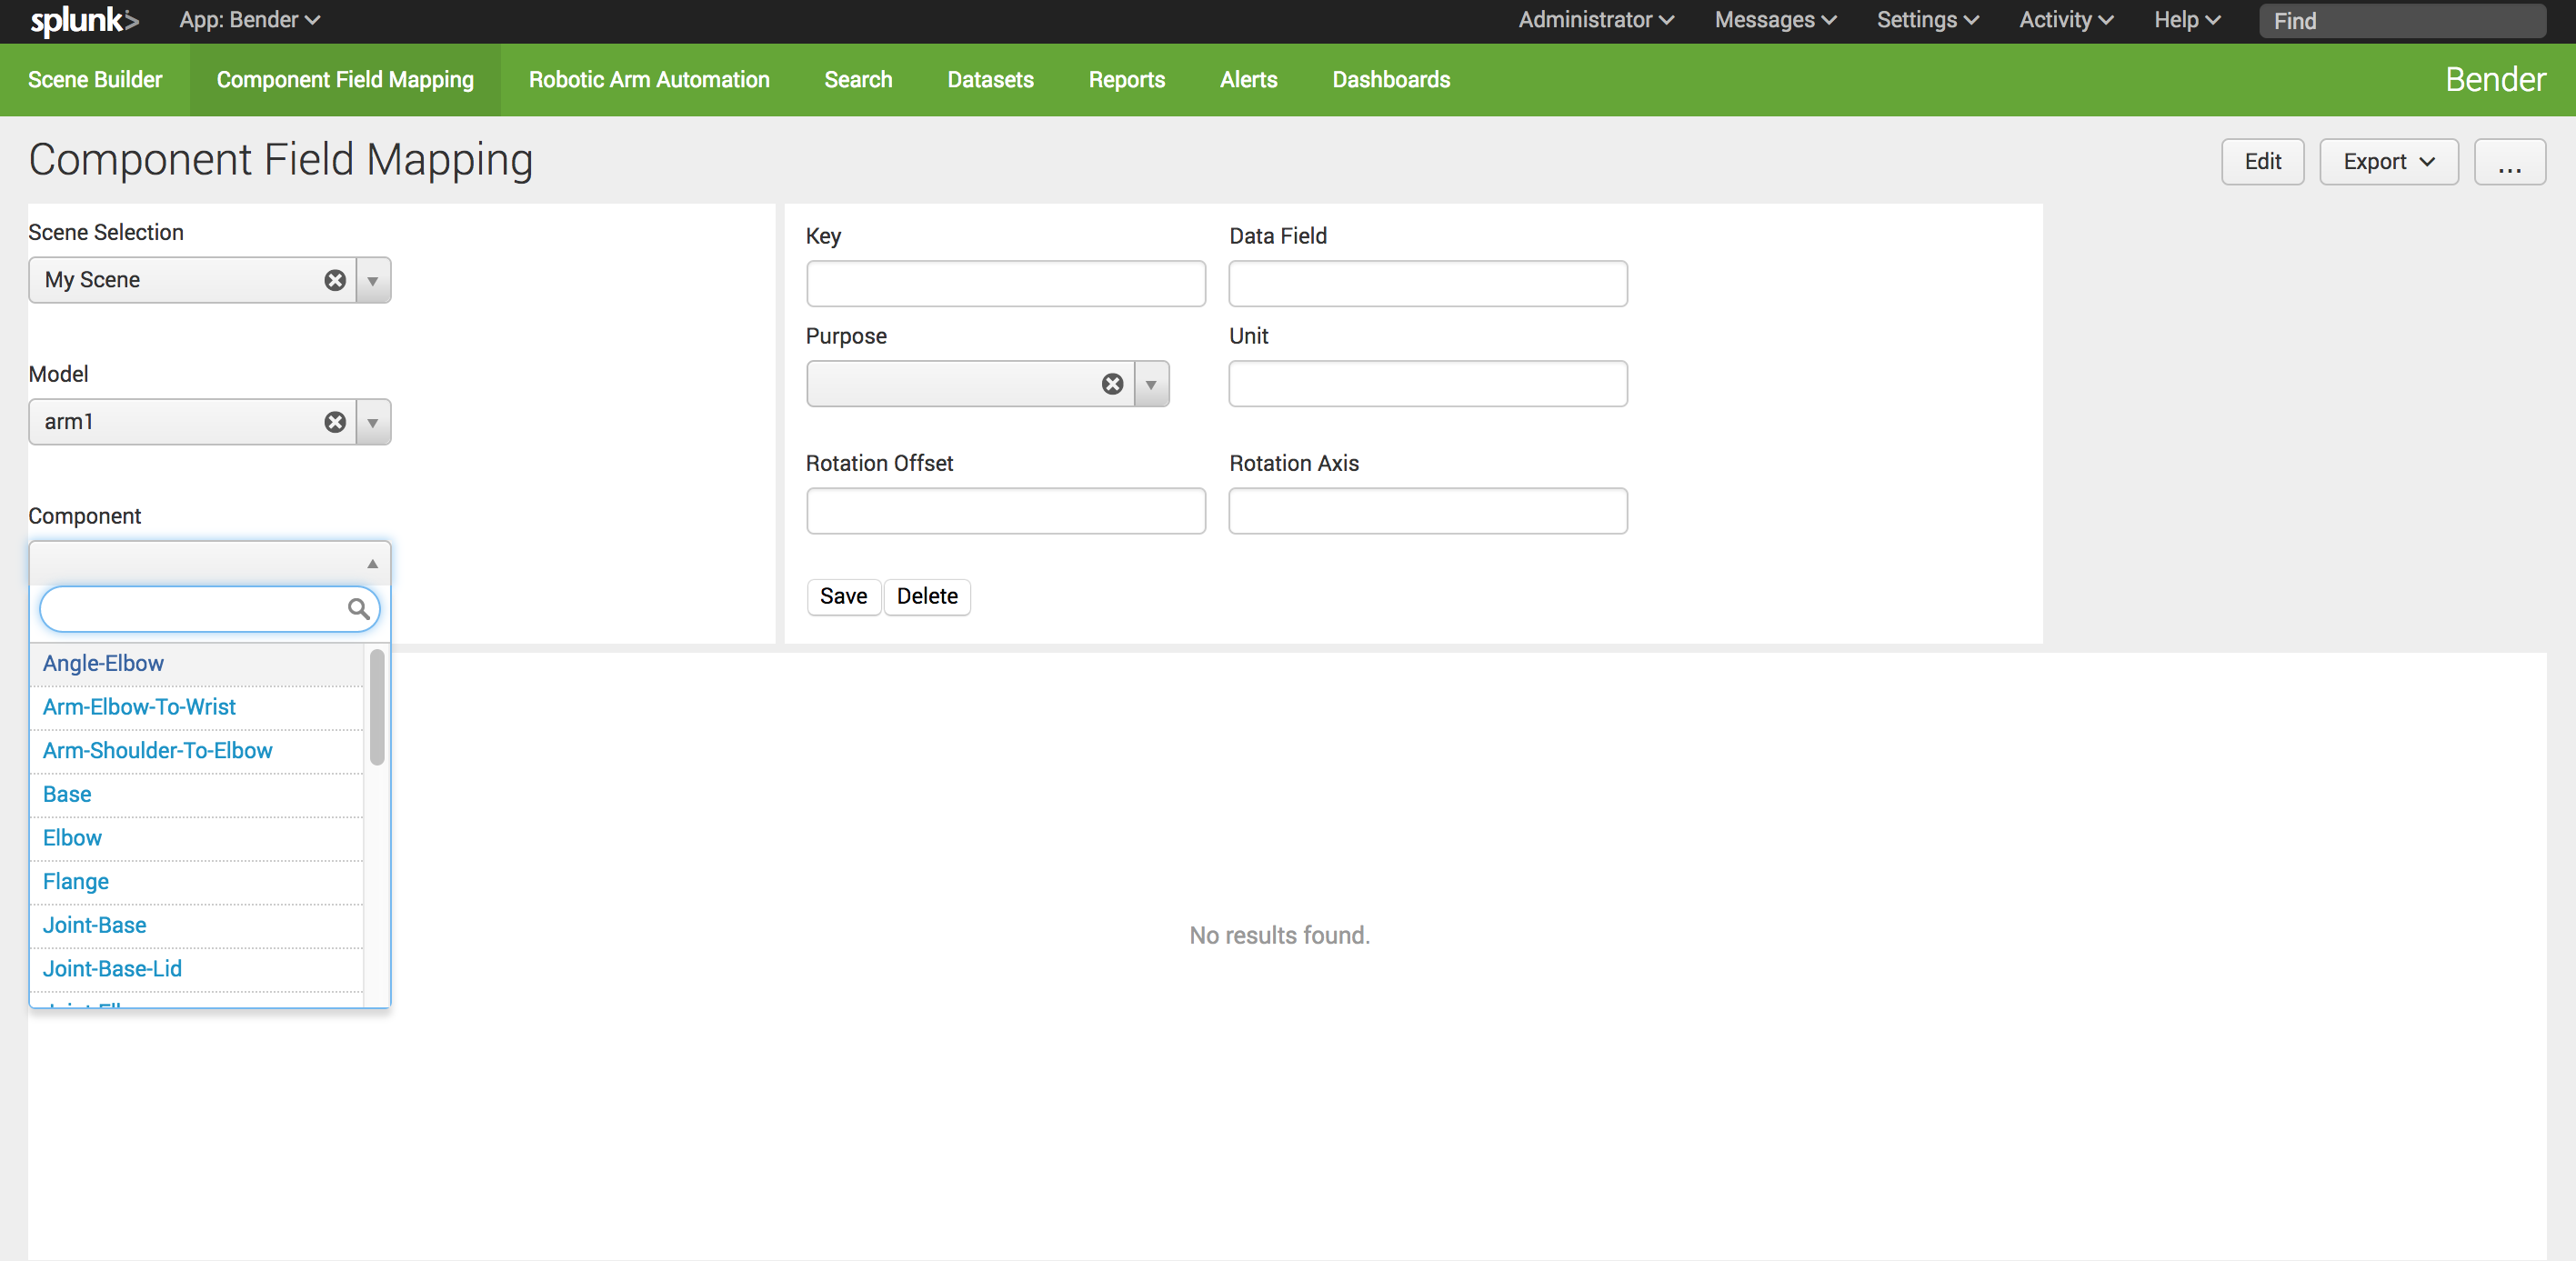 splunk> App: Bender Administrator Messages Settings Activity Help Find
Scene Builder Component Field Mapping Robotic Arm Automation Search Datasets Reports Alerts Dashboards Bender
Component Field Mapping Edit Export ...
Scene Selection
My Scene
Model
arm1
Component
Angle-Elbow
Arm-Elbow-To-Wrist
Arm-Shoulder-To-Elbow
Base
Elbow
Flange
Joint-Base
Joint-Base-Lid
Key Data Field
Purpose Unit
Rotation Offset Rotation Axis
Save Delete
No results found.